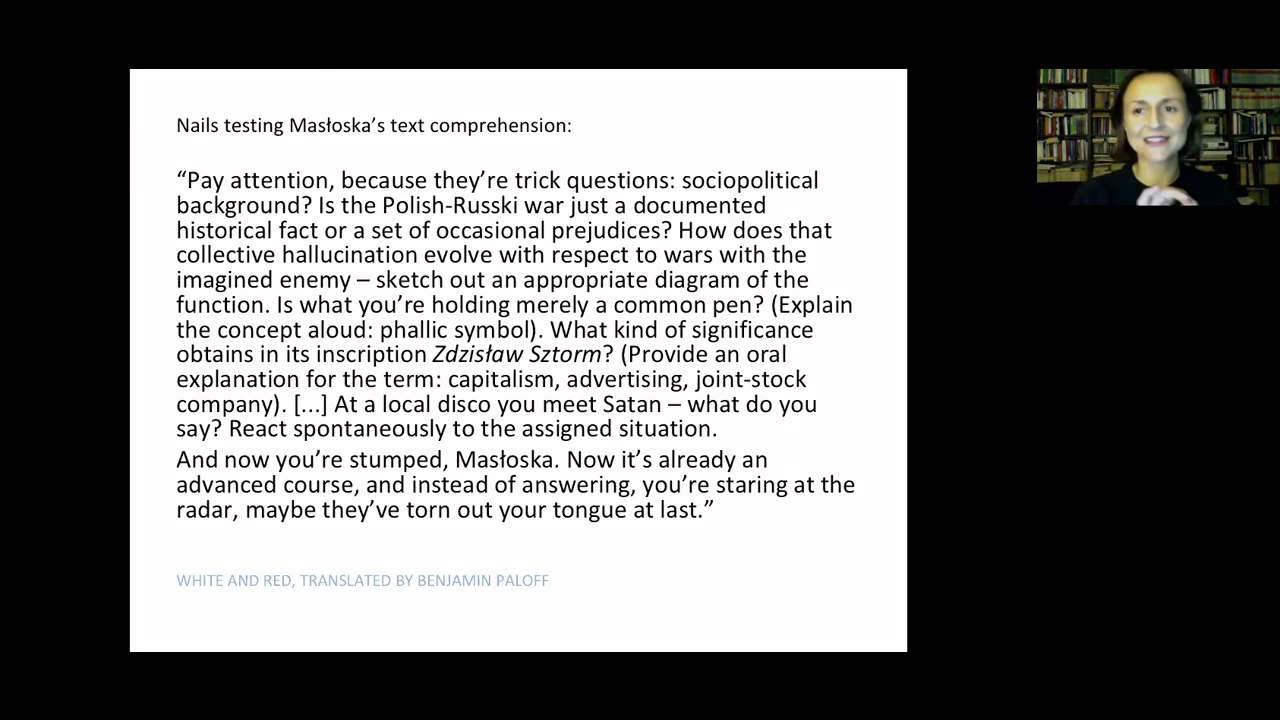 Nails testing Masłoska’s text comprehension:
“Pay attention, because they’re trick questions: sociopolitical
background? Is the Polish-Russki war just a documented
historical fact or a set of occasional prejudices? How does that
collective hallucination evolve with respect to wars with the
imagined enemy – sketch out an appropriate diagram of the
function. Is what you’re holding merely a common pen? (Explain
the concept aloud: phallic symbol). What kind of significance
obtains in its inscription Zdzisław Sztorm? (Provide an oral
explanation for the term: capitalism, advertising, joint-stock
company). [...] At a local disco you meet Satan – what do you
say? React spontaneously to the assigned situation.
And now you’re stumped, Masłoska. Now it’s already an
advanced course, and instead of answering, you’re staring at the
radar, maybe they’ve torn out your tongue at last.”
WHITE AND RED, TRANSLATED BY BENJAMIN PALOFF